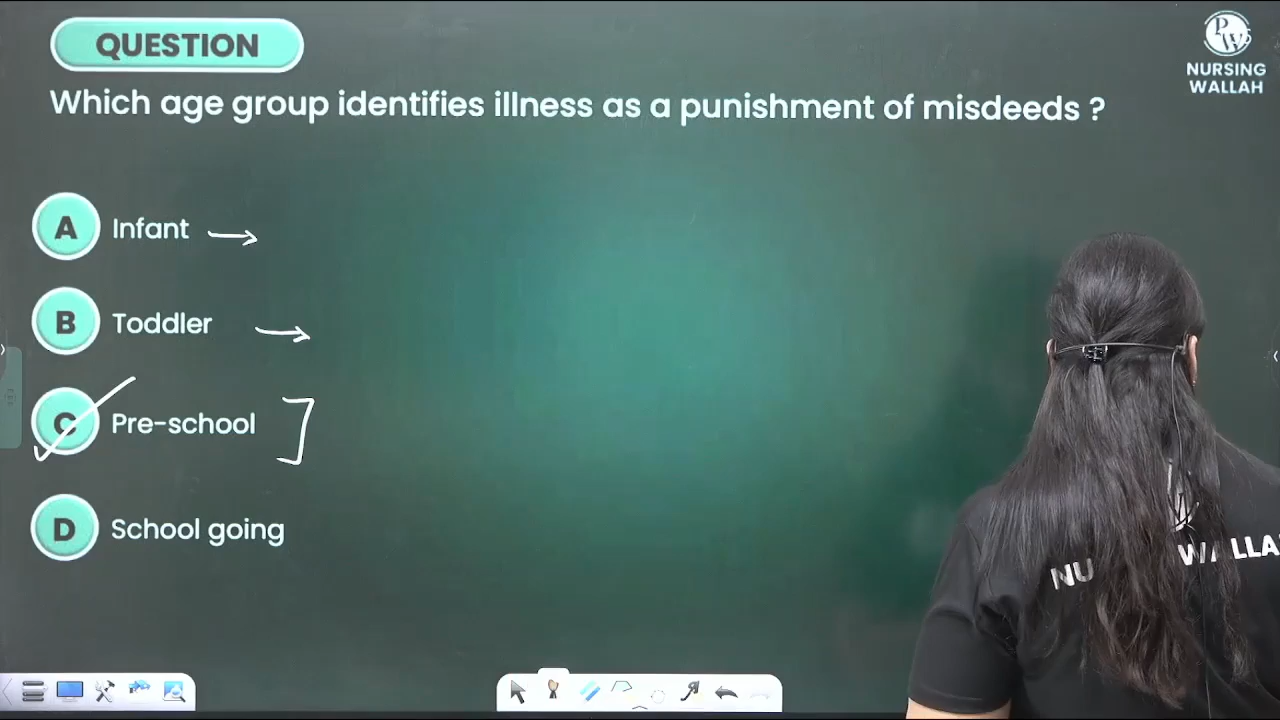 QUESTION
NURSING
WALLAH
Which age group identifies illness as a punishment of misdeeds ?
A Infant
B Toddler
C Pre-school
D School going